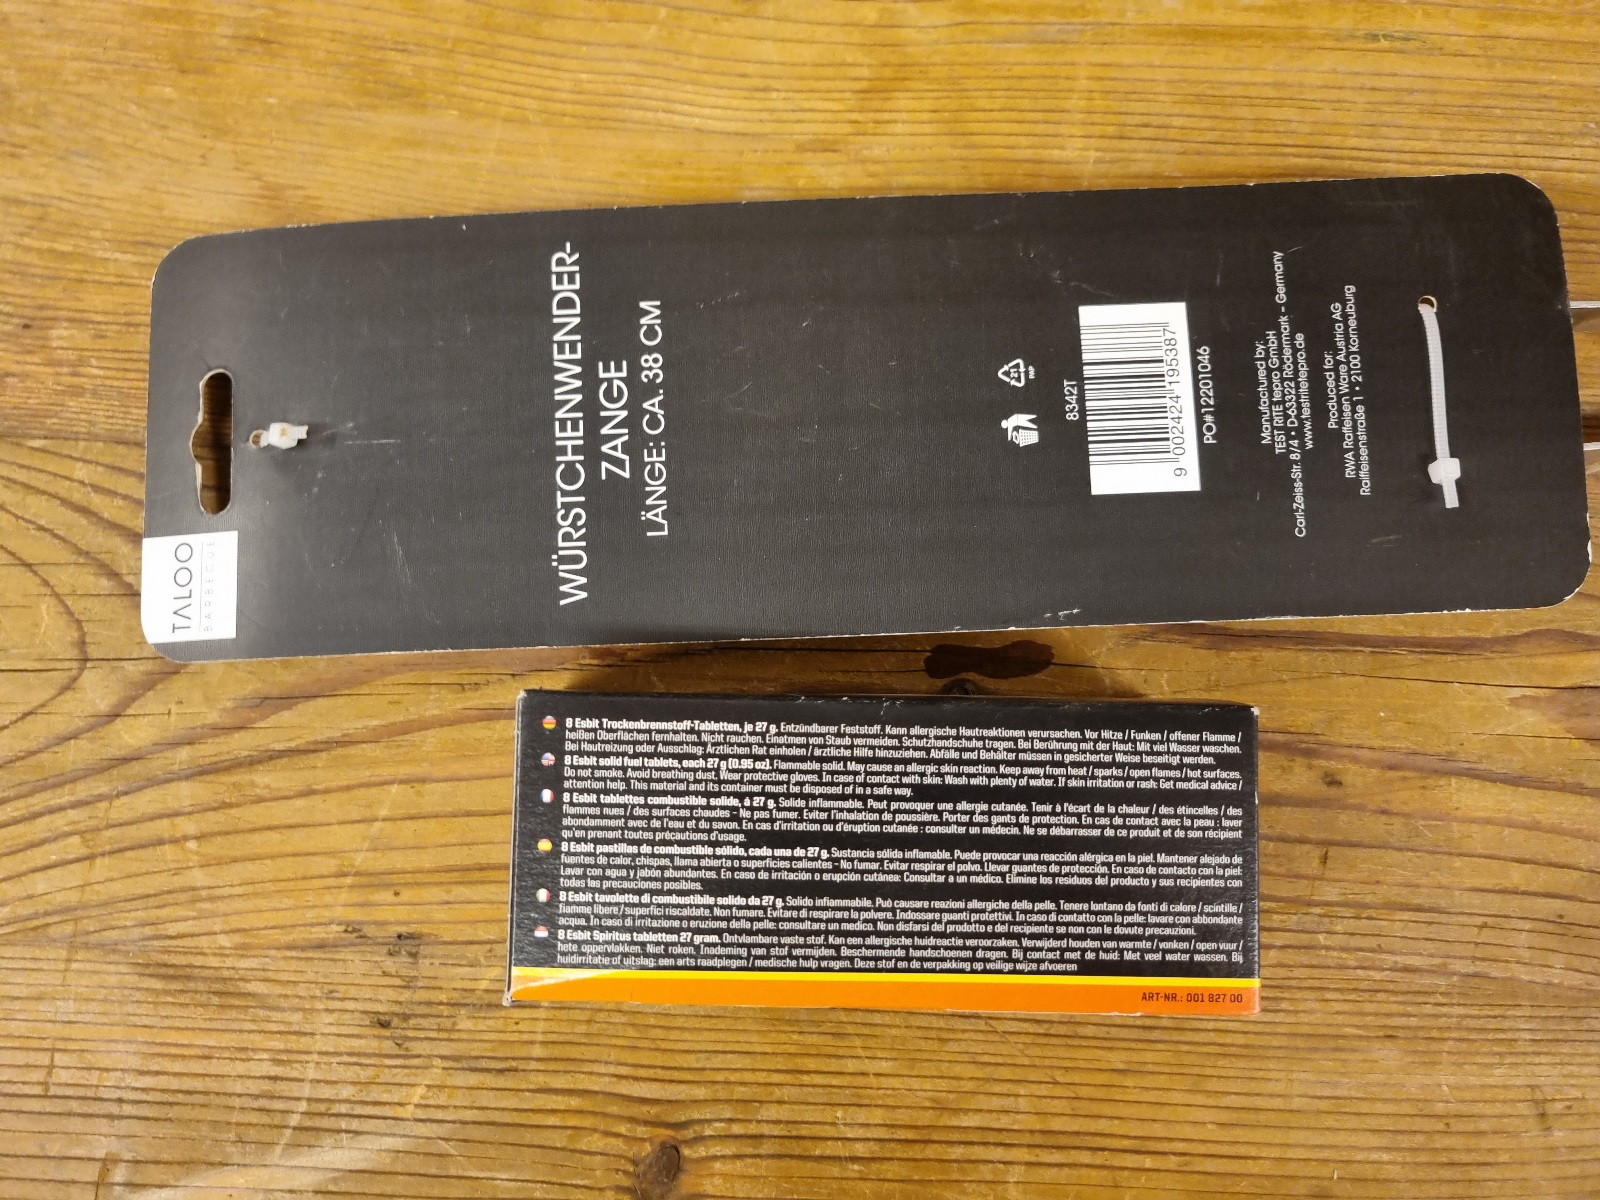 TALOO
BARBECUE
WÜRSTCHENWENDER-
ZANGE
LÄNGE: CA. 38 CM
21
PAP
8342T
9 002424 195387
PO#12201046
Manufactured by:
TEST RITE tepro GmbH
Carl-Zeiss-Str. 8/4 • D-63322 Rödermark - Germany
www.testritetepro.de
Produced for:
RWA Raiffeisen Ware Austria AG
Raiffeisenstraße 1 • 2100 Korneuburg
8 Esbit Trockenbrennstoff-Tabletten, je 27 g. Entzündbarer Feststoff. Kann allergische Hautreaktionen verursachen. Vor Hitze / Funken / offener Flamme /
heißen Oberflächen fernhalten. Nicht rauchen. Einatmen von Staub vermeiden. Schutzhandschuhe tragen. Bei Berührung mit der Haut: Mit viel Wasser waschen.
Bei Hautreizung oder Ausschlag: Ärztlichen Rat einholen / ärztliche Hilfe hinzuziehen. Abfälle und Behälter müssen in gesicherter Weise beseitigt werden.
8 Esbit solid fuel tablets, each 27 g (0.95 oz). Flammable solid. May cause an allergic skin reaction. Keep away from heat / sparks / open flames / hot surfaces.
Do not smoke. Avoid breathing dust. Wear protective gloves. In case of contact with skin: Wash with plenty of water. If skin irritation or rash: Get medical advice /
attention help. This material and its container must be disposed of in a safe way.
8 Esbit tablettes combustible solide, à 27 g. Solide inflammable. Peut provoquer une allergie cutanée. Tenir à l'écart de la chaleur / des étincelles / des
flammes nues / des surfaces chaudes - Ne pas fumer. Eviter l'inhalation de poussière. Porter des gants de protection. En cas de contact avec la peau : laver
abondamment avec de l'eau et du savon. En cas d'irritation ou d'éruption cutanée : consulter un médecin. Ne se débarrasser de ce produit et de son récipient
qu'en prenant toutes précautions d'usage.
8 Esbit pastillas de combustible sólido, cada una de 27 g. Sustancia sólida inflamable. Puede provocar una reacción alérgica en la piel. Mantener alejado de
fuentes de calor, chispas, llama abierta o superficies calientes - No fumar. Evitar respirar el polvo. Llevar guantes de protección. En caso de contacto con la piel:
Lavar con agua y jabón abundantes. En caso de irritación o erupción cutánea: Consultar a un médico. Elimine los residuos del producto y sus recipientes con
todas las precauciones posibles.
8 Esbit tavolette di combustibile solido da 27 g. Solido infiammabile. Può causare reazioni allergiche della pelle. Tenere lontano da fonti di calore / scintille /
fiamme libere / superfici riscaldate. Non fumare. Evitare di respirare la polvere. Indossare guanti protettivi. In caso di contatto con la pelle: lavare con abbondante
acqua. In caso di irritazione o eruzione della pelle: consultare un medico. Non disfarsi del prodotto e del recipiente se non con le dovute precauzioni.
8 Esbit Spiritus tabletten 27 gram. Ontvlambare vaste stof. Kan een allergische huidreactie veroorzaken. Verwijderd houden van warmte / vonken / open vuur /
hete oppervlakken. Niet roken. Inademing van stof vermijden. Beschermende handschoenen dragen. Bij contact met de huid: Met veel water wassen. Bij
huidirritatie of uitslag: een arts raadplegen / medische hulp vragen. Deze stof en de verpakking op veilige wijze afvoeren
ART-NR.: 001 827 00